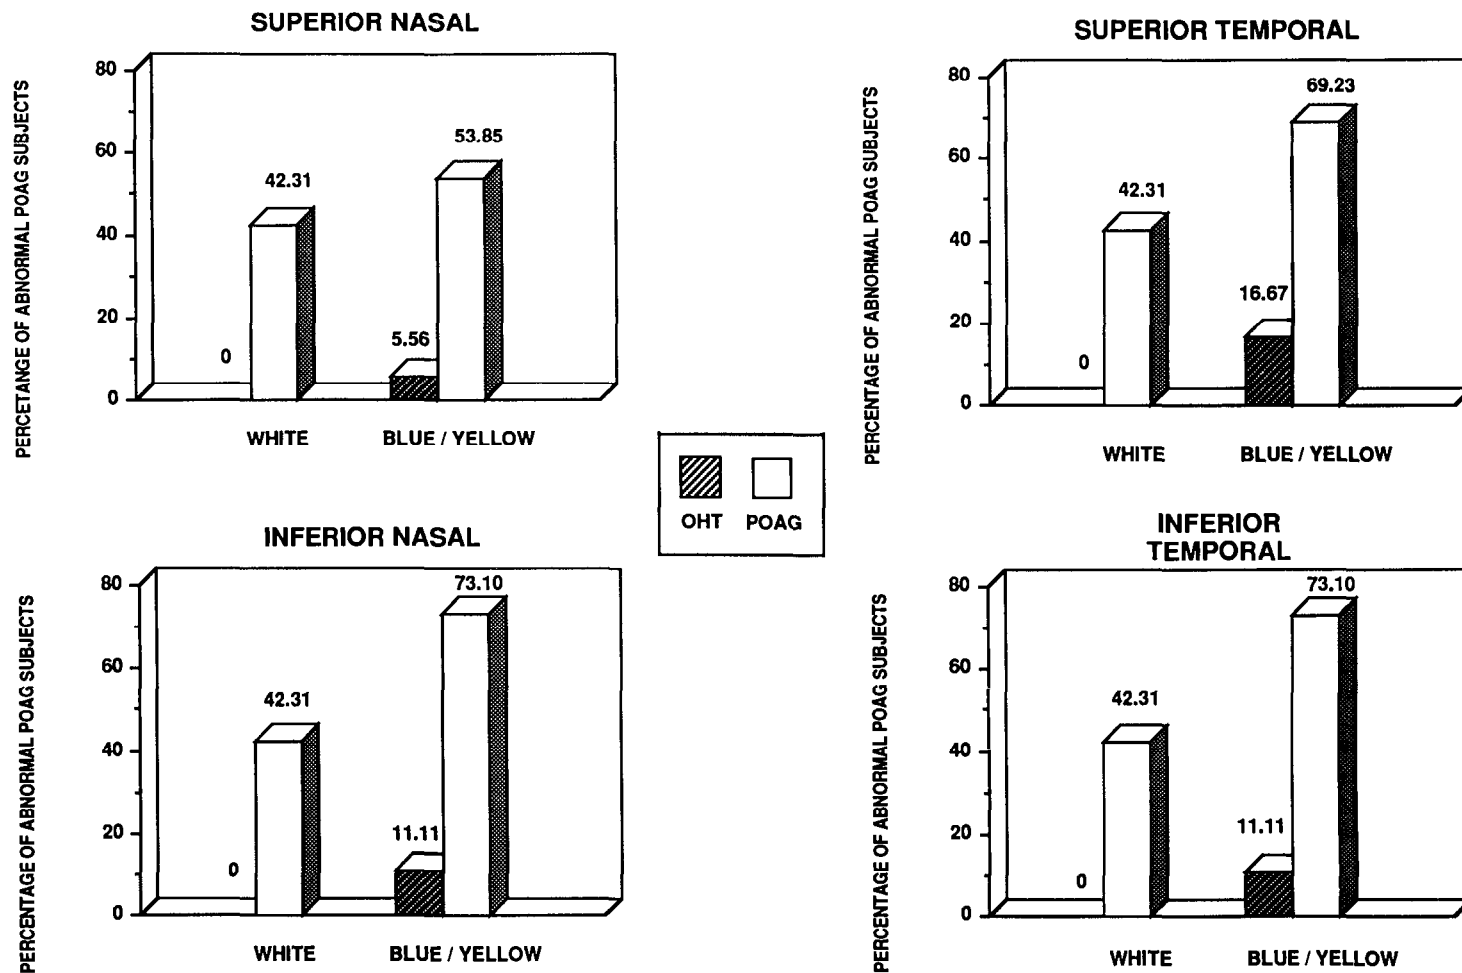 SUPERIOR NASAL
PERCETANGE OF ABNORMAL POAG SUBJECTS
80
60
40
20
0
0
42.31
5.56
53.85
WHITE
BLUE / YELLOW
SUPERIOR TEMPORAL
PERCENTAGE OF ABNORMAL POAG SUBJECTS
80
60
40
20
0
0
42.31
16.67
69.23
WHITE
BLUE / YELLOW
OHT
POAG
INFERIOR NASAL
PERCENTAGE OF ABNORMAL POAG SUBJECTS
80
60
40
20
0
0
42.31
11.11
73.10
WHITE
BLUE / YELLOW
INFERIOR
TEMPORAL
PERCENTAGE OF ABNORMAL POAG SUBJECTS
80
60
40
20
0
0
42.31
11.11
73.10
WHITE
BLUE / YELLOW